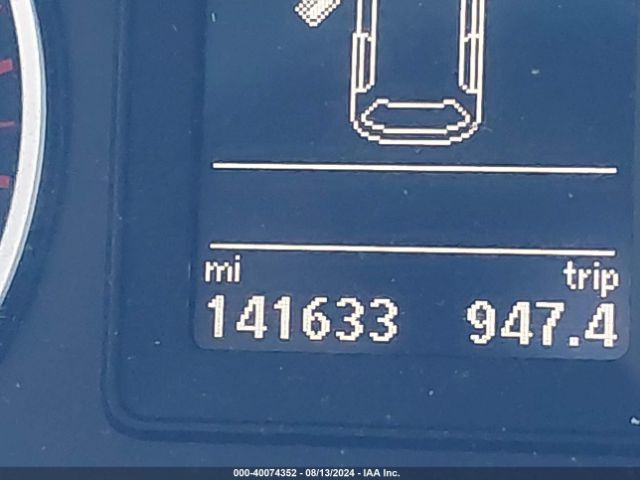 mi trip
141633 947.4
000-40074352 - 08/13/2024 - IAA Inc.